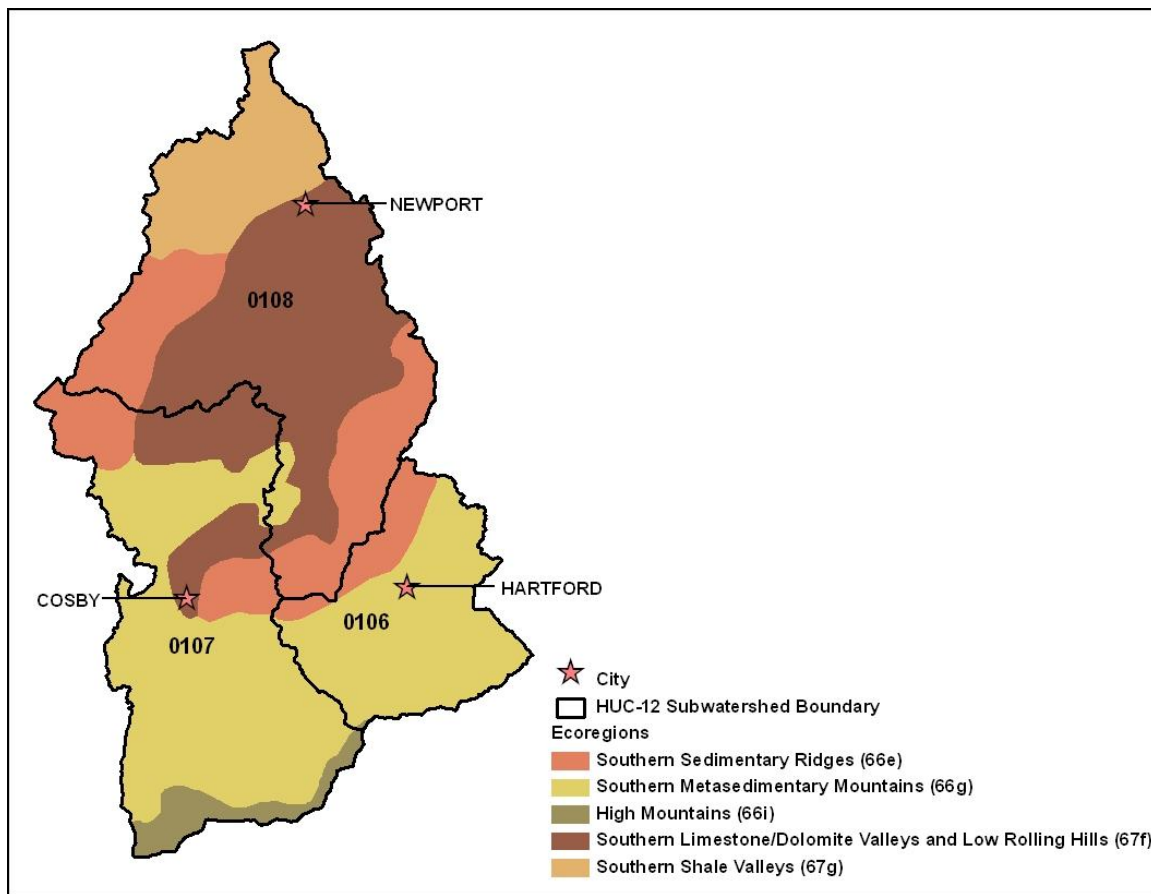 NEWPORT
0108
HARTFORD
COSBY
0106
0107
City
HUC-12 Subwatershed Boundary
Ecoregions
Southern Sedimentary Ridges (66e)
Southern Metasedimentary Mountains (66g)
High Mountains (66i)
Southern Limestone/Dolomite Valleys and Low Rolling Hills (67f)
Southern Shale Valleys (67g)